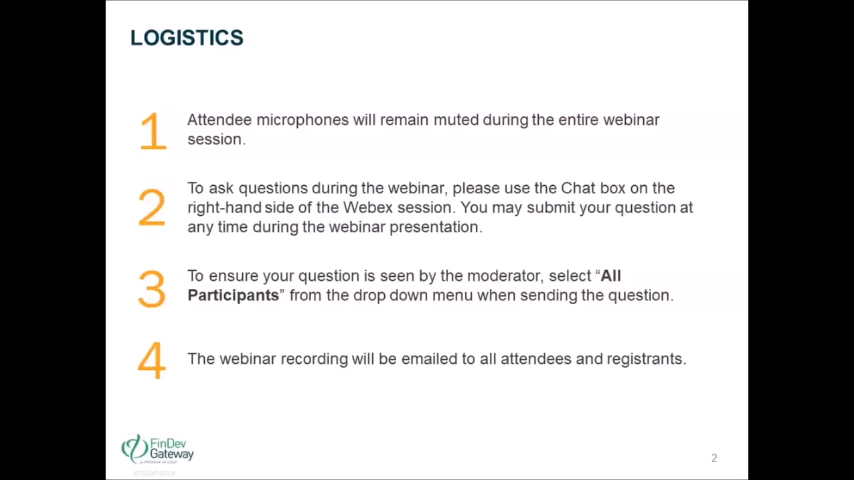 LOGISTICS
1
Attendee microphones will remain muted during the entire webinar
session.
2
To ask questions during the webinar, please use the Chat box on the
right-hand side of the Webex session. You may submit your question at
any time during the webinar presentation.
3
To ensure your question is seen by the moderator, select “All
Participants” from the drop down menu when sending the question.
4
The webinar recording will be emailed to all attendees and registrants.
FinDev
Gateway
2